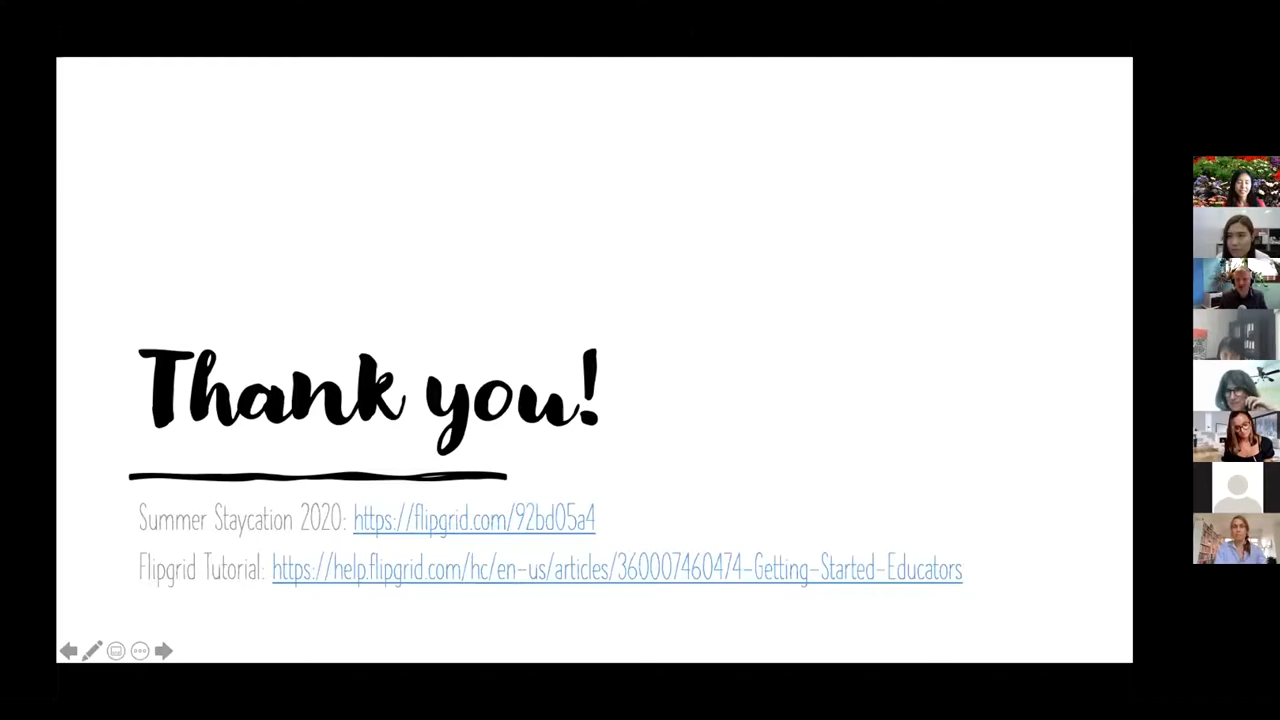 Thank you!
Summer Staycation 2020: https://flipgrid.com/92bd05a4
Flipgrid Tutorial: https://help.flipgrid.com/hc/en-us/articles/360007460474-Getting-Started-Educators